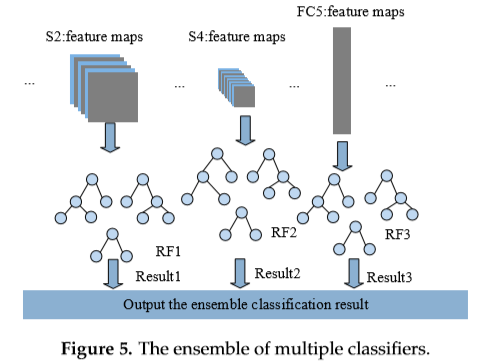 FC5:feature maps
S2:feature maps
S4:feature maps
...
...
...
...
RF1
RF2
RF3
Result1
Result2
Result3
Output the ensemble classification result
Figure 5. The ensemble of multiple classifiers.